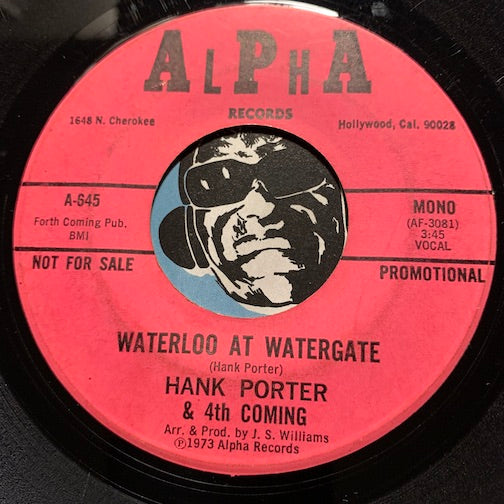 ALPHA
RECORDS
1648 N. Cherokee
Hollywood, Cal. 90028
A-645
Forth Coming Pub.
BMI
NOT FOR SALE
MONO
(AF-3081)
3:45
VOCAL
PROMOTIONAL
WATERLOO AT WATERGATE
(Hank Porter)
HANK PORTER
& 4th COMING
Arr. & Prod. by J. S. Williams
℗1973 Alpha Records